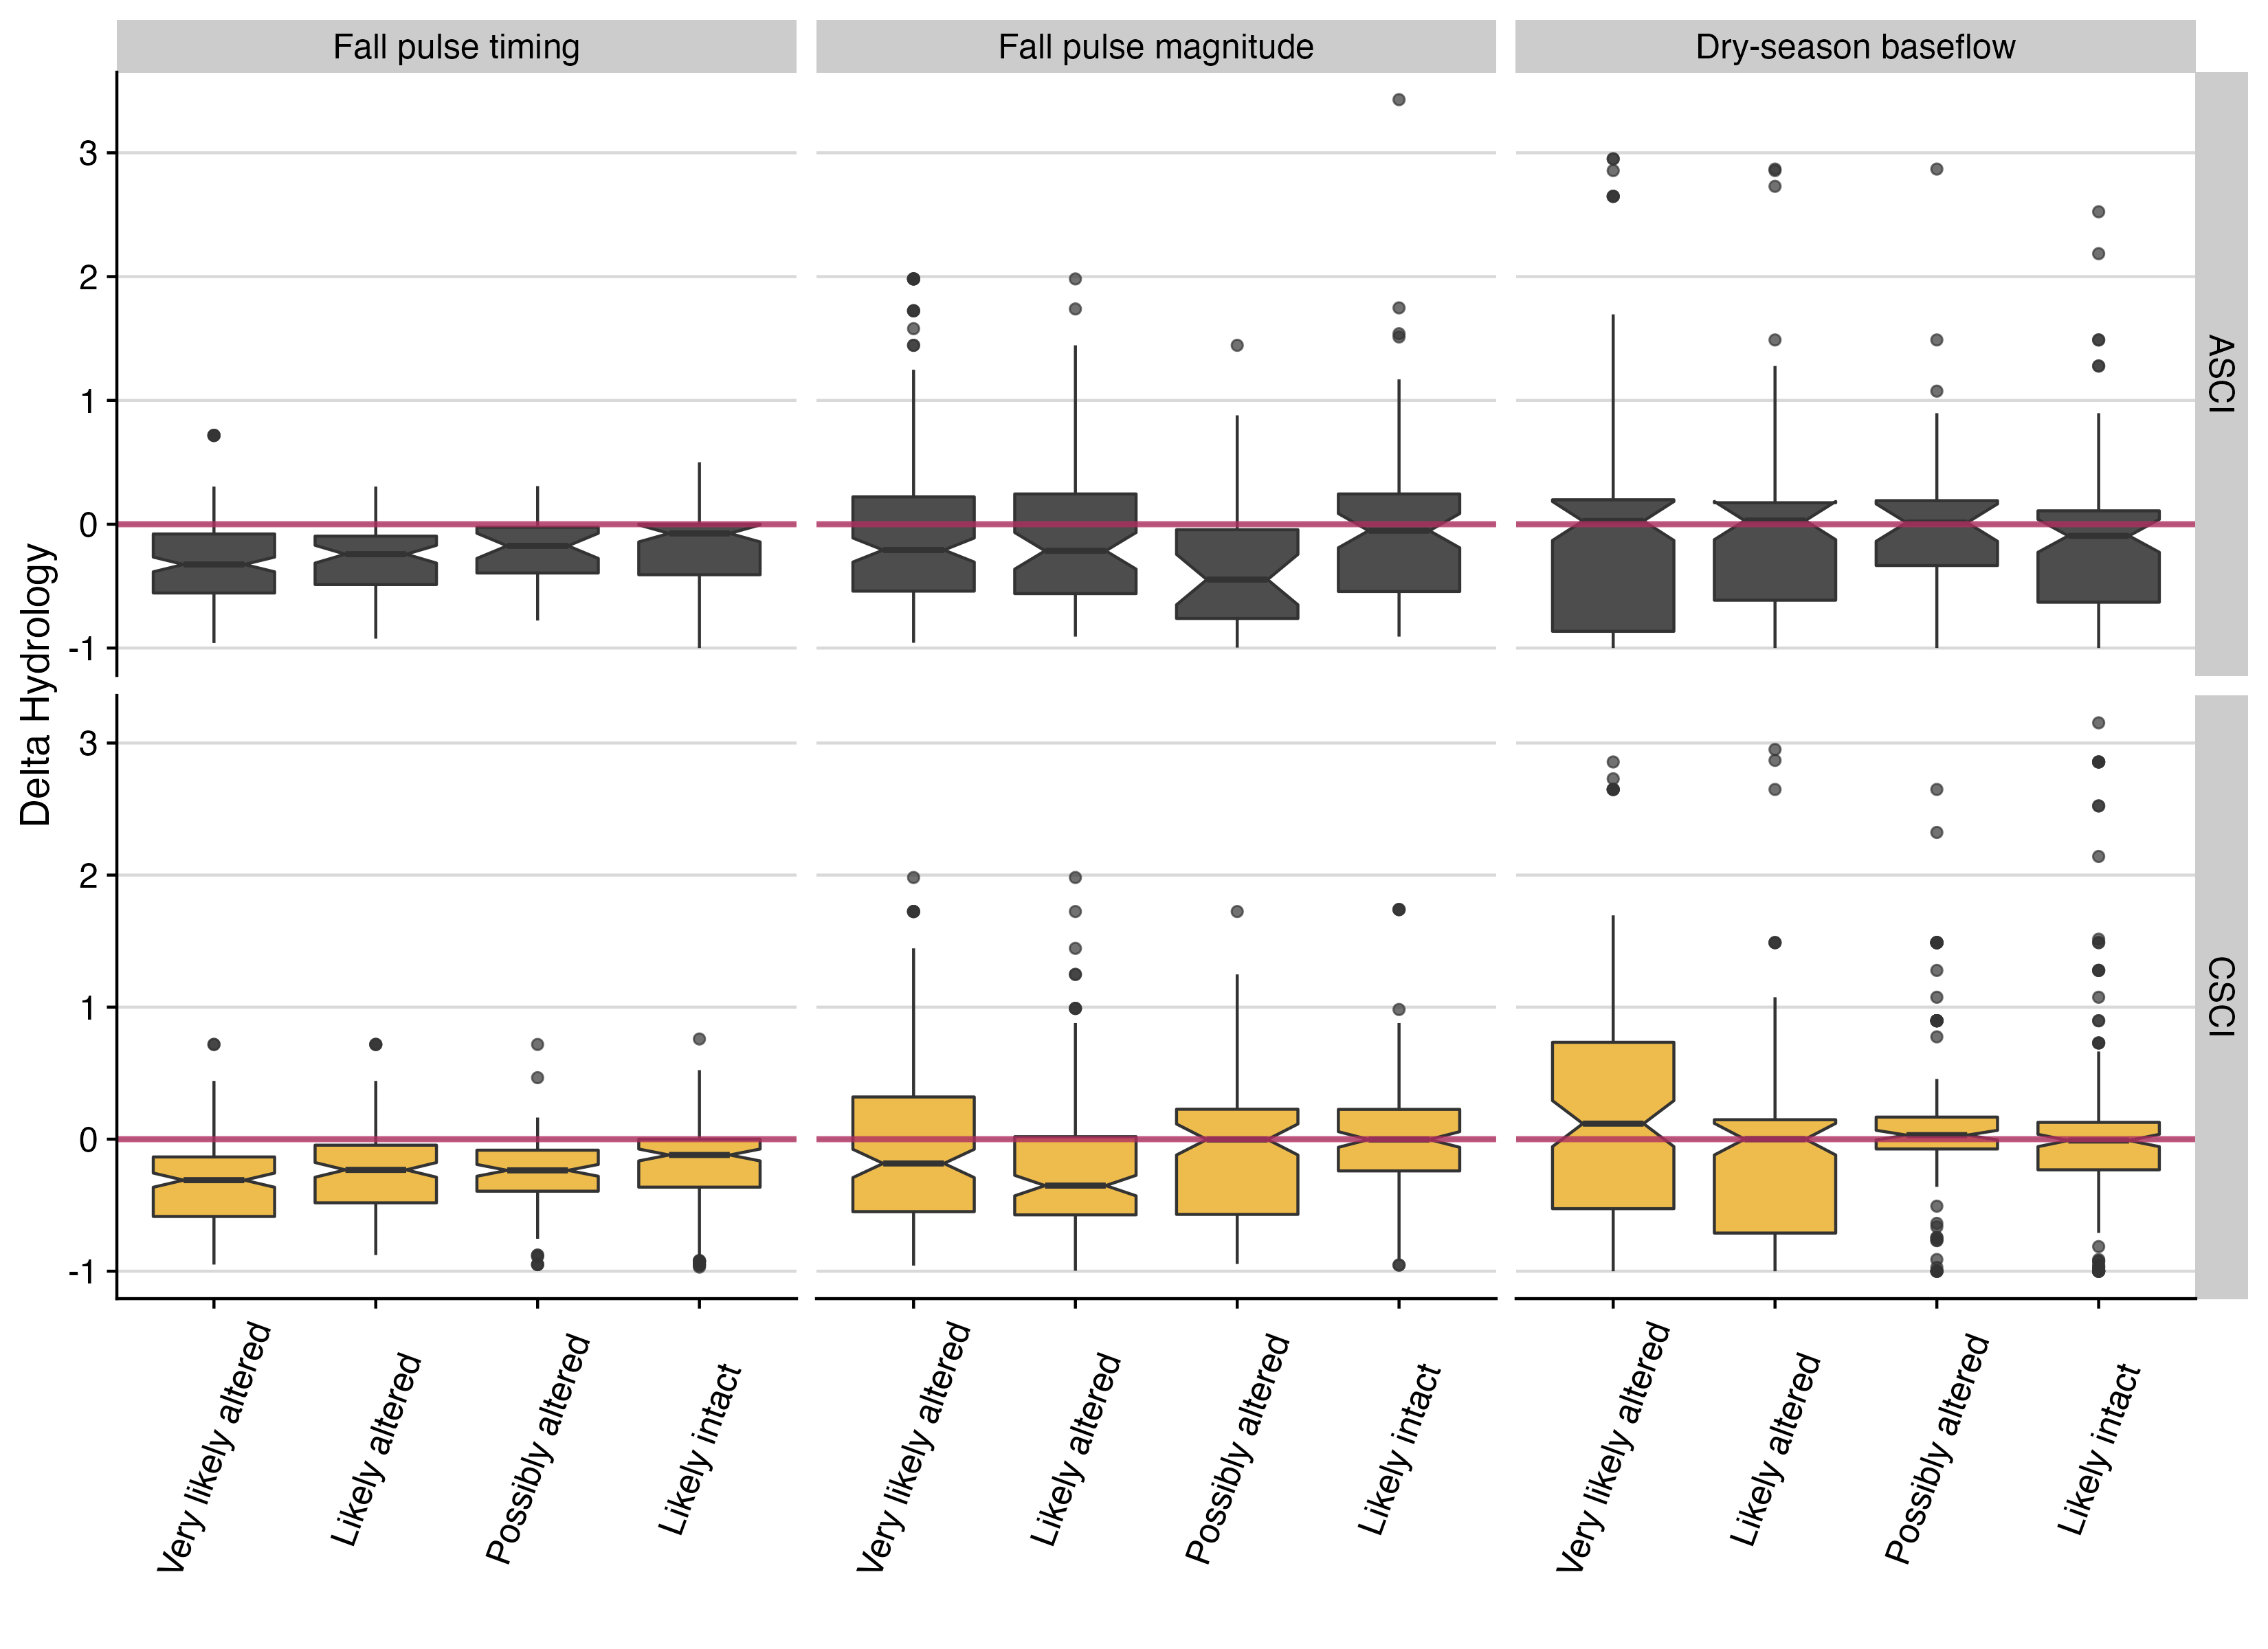 Fall pulse timing
Fall pulse magnitude
Dry-season baseflow
Delta Hydrology
3
2
1
0
-1
ASCI
3
2
1
0
-1
CSCI
Very likely altered
Likely altered
Possibly altered
Likely intact
Very likely altered
Likely altered
Possibly altered
Likely intact
Very likely altered
Likely altered
Possibly altered
Likely intact